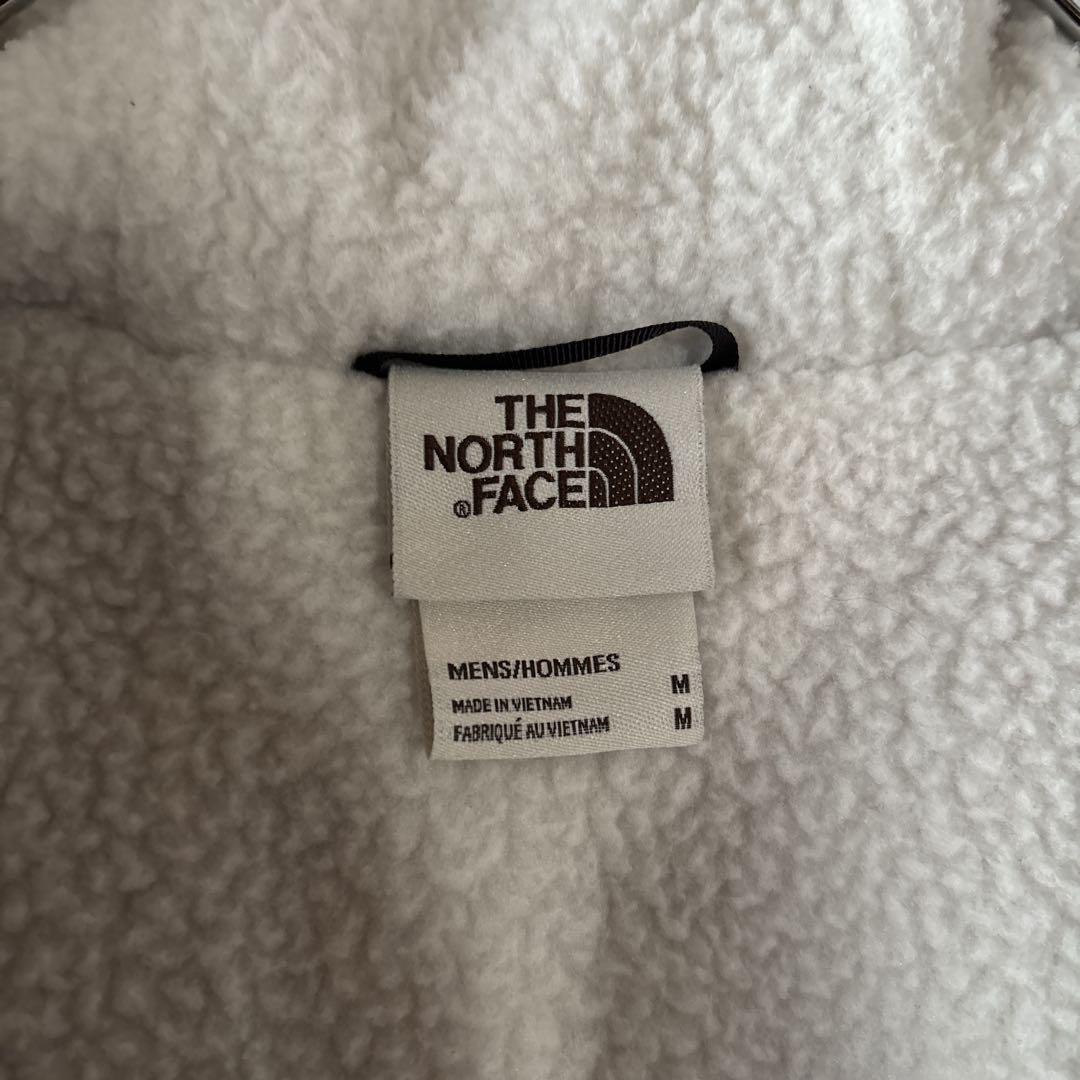 THE
NORTH
® FACE
MENS/HOMMES
M
MADE IN VIETNAM
FABRIQUÉ AU VIETNAM M